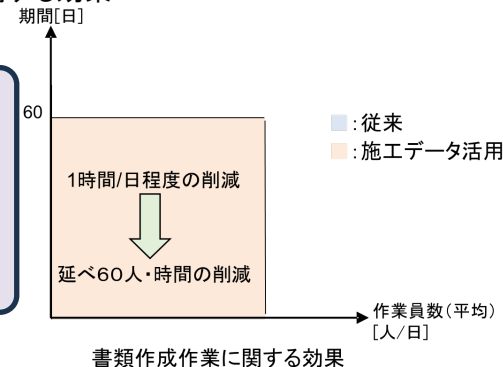 期間[日]
60
:従来
:施工データ活用
1時間/日程度の削減
延べ60人・時間の削減
作業員数(平均)
[人/日]
書類作成作業に関する効果